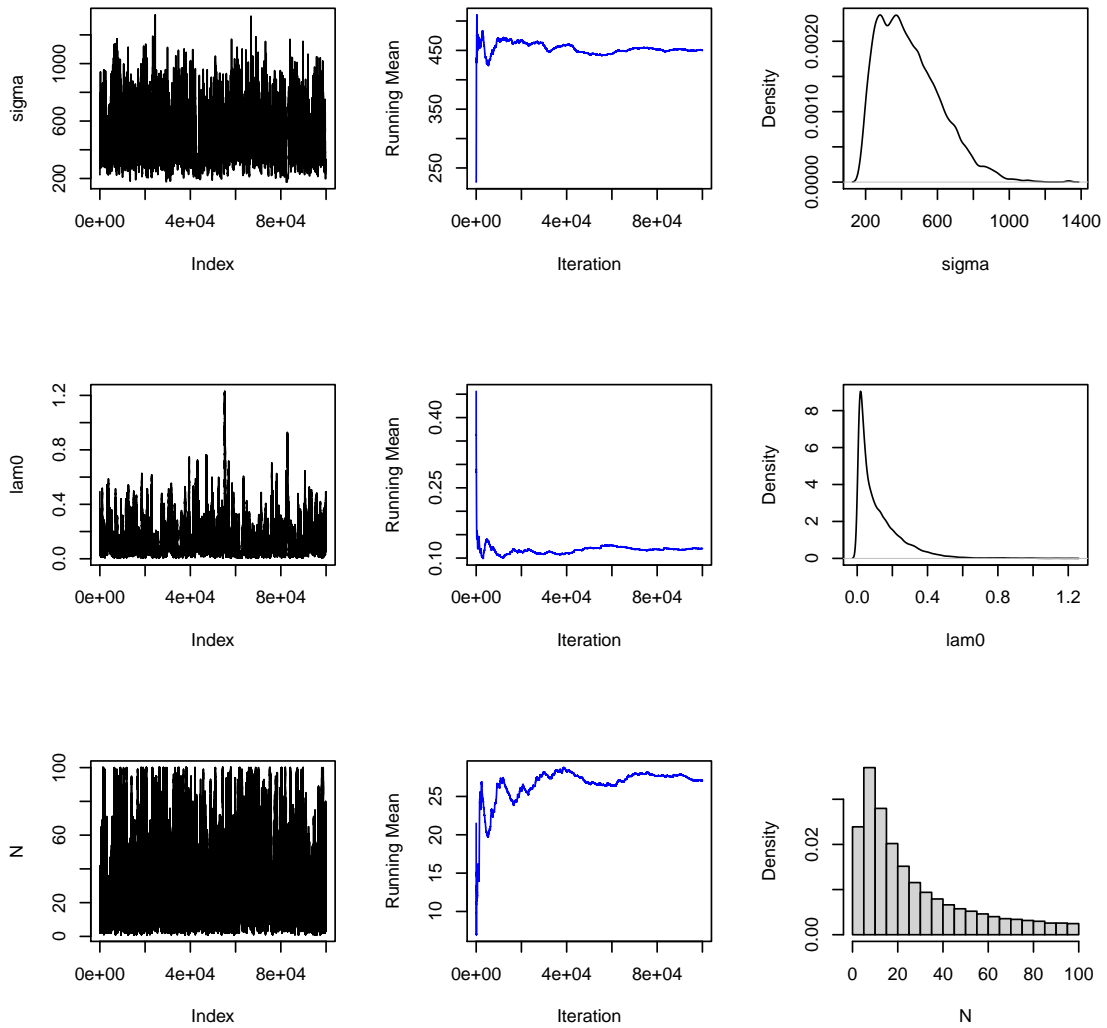 sigma
200
600
1000
0e+00
4e+04
8e+04
Index
Running Mean
250
350
450
0e+00
4e+04
8e+04
Iteration
Density
0.0000
0.0010
0.0020
200
600
1000
1400
sigma
lam0
0.0
0.4
0.8
1.2
0e+00
4e+04
8e+04
Index
Running Mean
0.10
0.25
0.40
0e+00
4e+04
8e+04
Iteration
Density
0
2
4
6
8
0.0
0.4
0.8
1.2
lam0
N
0
20
60
100
0e+00
4e+04
8e+04
Index
Running Mean
10
15
20
25
0e+00
4e+04
8e+04
Iteration
Density
0.00
0.02
0
20
40
60
80
100
N